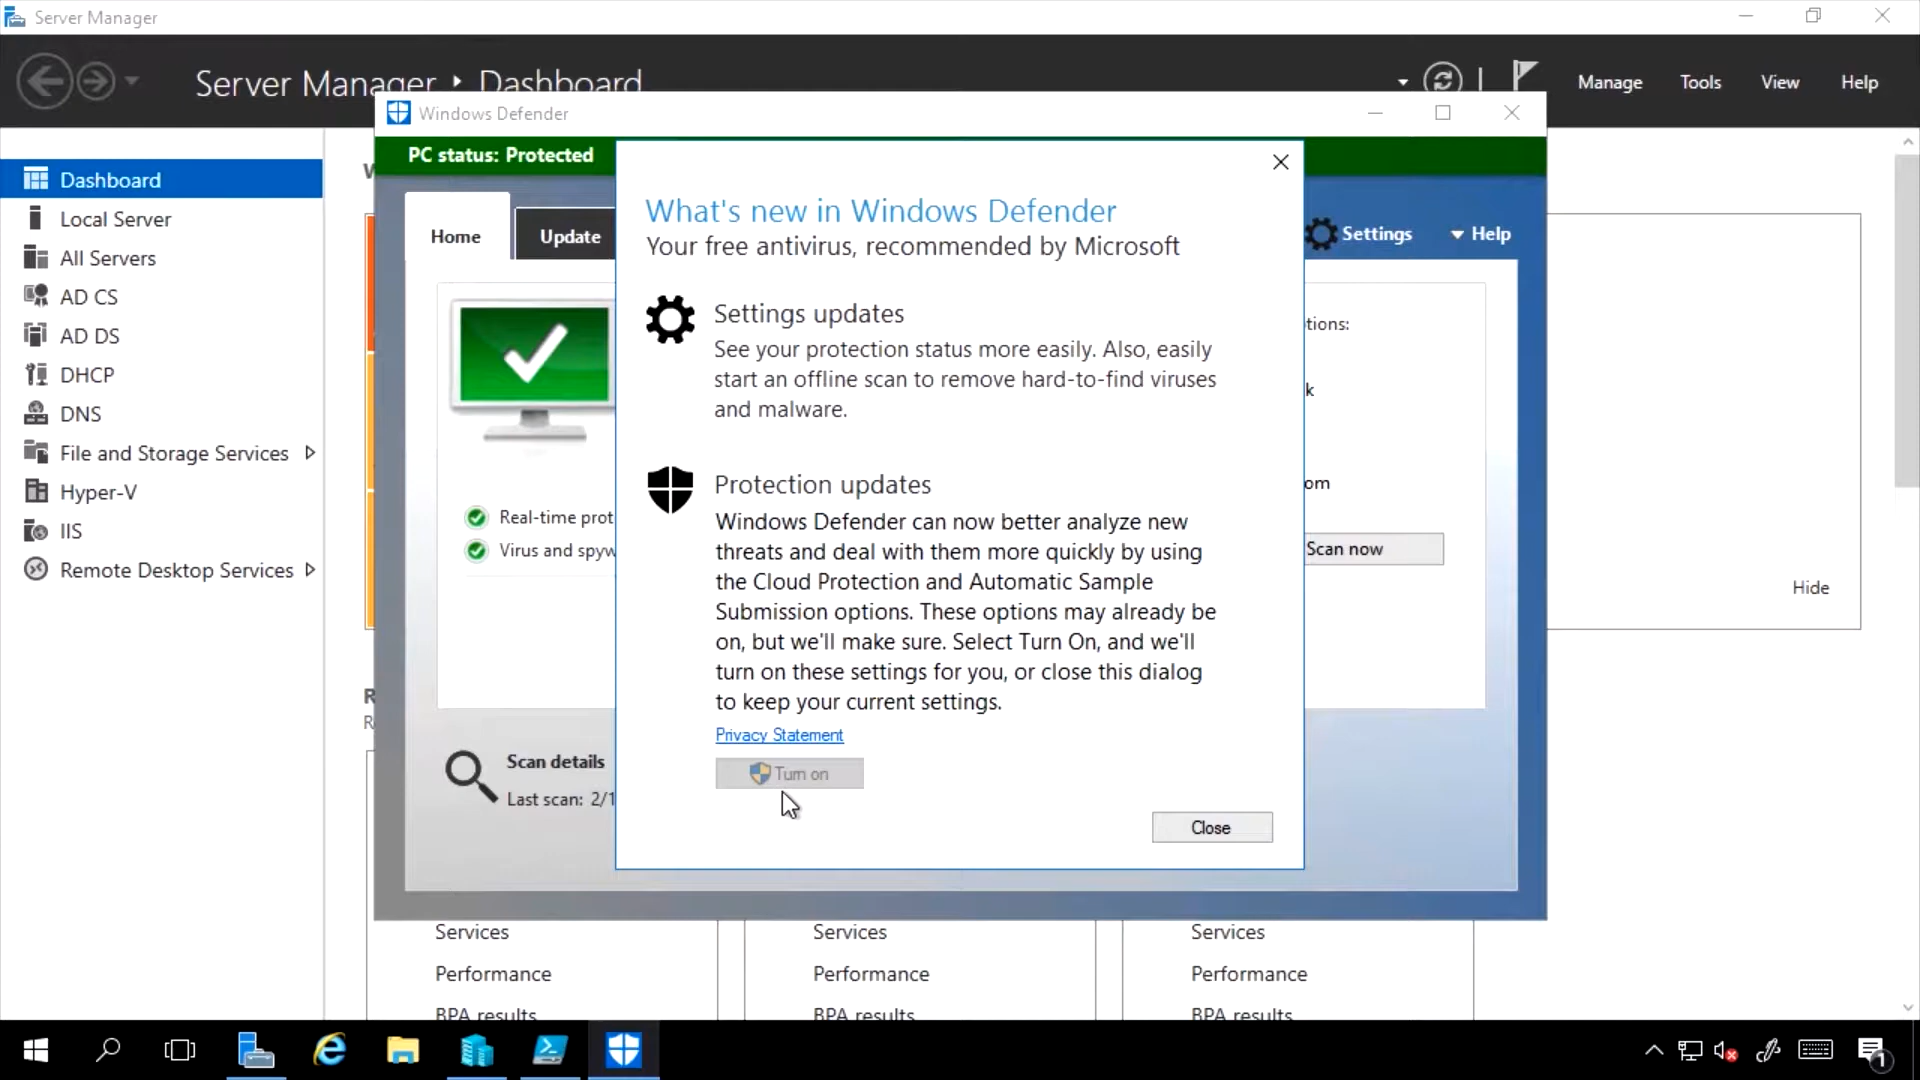 Server Manager
Server Manager • Dashboard
Manage
Tools
View
Help
Windows Defender
PC status: Protected
Dashboard
Local Server
All Servers
AD CS
AD DS
DHCP
DNS
File and Storage Services
Hyper-V
IIS
Remote Desktop Services
Home
Update
Settings
Help
What's new in Windows Defender
Your free antivirus, recommended by Microsoft
Settings updates
See your protection status more easily. Also, easily
start an offline scan to remove hard-to-find viruses
and malware.
Protection updates
Windows Defender can now better analyze new
threats and deal with them more quickly by using
the Cloud Protection and Automatic Sample
Submission options. These options may already be
on, but we'll make sure. Select Turn On, and we'll
turn on these settings for you, or close this dialog
to keep your current settings.
Privacy Statement
Turn on
Close
tions:
k
om
Scan now
Real-time prot
Virus and spyw
Scan details
Last scan: 2/1
Hide
Services
Performance
BPA results
Services
Performance
BPA results
Services
Performance
BPA results
1